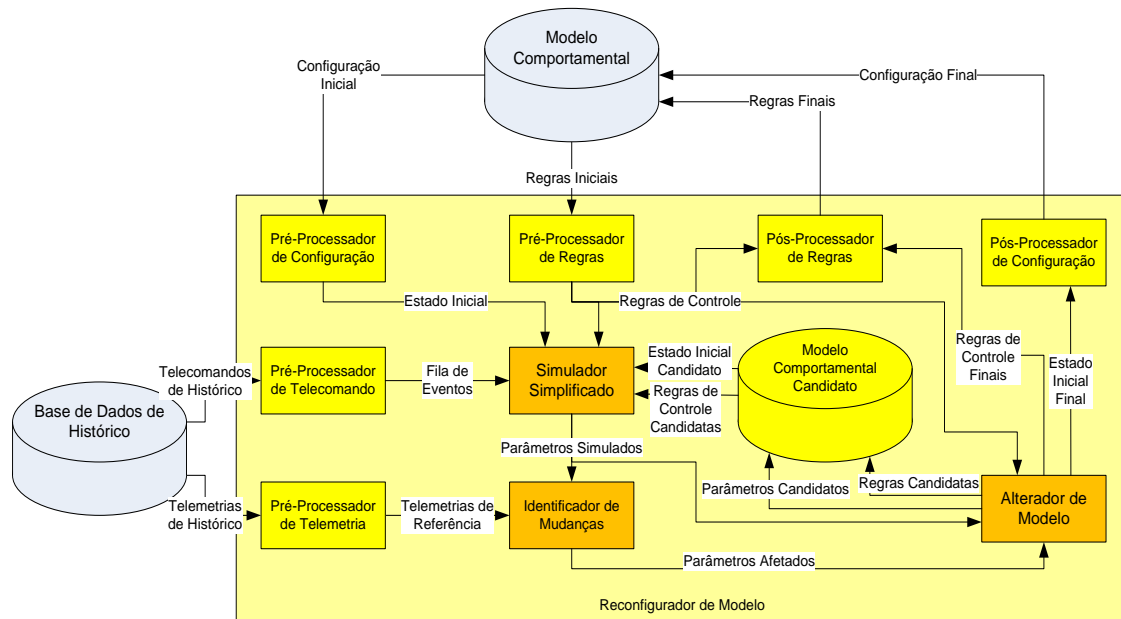 Modelo
Comportamental
Configuração
Inicial
Configuração Final
Regras Finais
Regras Iniciais
Pré-Processador
de Configuração
Pré-Processador
de Regras
Pós-Processador
de Regras
Pós-Processador
de Configuração
Estado Inicial
Regras de Controle
Telecomandos
de Histórico
Pré-Processador
de Telecomando
Fila de
Eventos
Simulador
Simplificado
Estado Inicial
Candidato
Regras de
Controle
Candidatas
Modelo
Comportamental
Candidato
Regras de
Controle
Finais
Estado
Inicial
Final
Base de Dados de
Histórico
Parâmetros Simulados
Telemetrias
de Histórico
Pré-Processador
de Telemetria
Telemetrias de
Referência
Identificador de
Mudanças
Parâmetros Candidatos
Regras Candidatas
Alterador de
Modelo
Parâmetros Afetados
Reconfigurador de Modelo